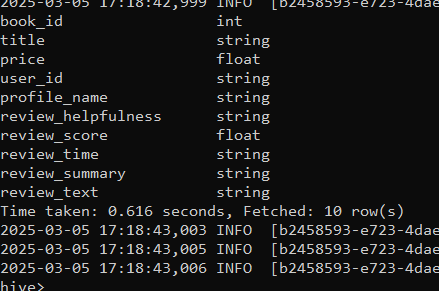 2025-03-05 17:18:42,999 INFO [b2458593-e723-4dae
book_id int
title string
price float
user_id string
profile_name string
review_helpfulness string
review_score float
review_time string
review_summary string
review_text string
Time taken: 0.616 seconds, Fetched: 10 row(s)
2025-03-05 17:18:43,003 INFO [b2458593-e723-4dae
2025-03-05 17:18:43,005 INFO [b2458593-e723-4dae
2025-03-05 17:18:43,006 INFO [b2458593-e723-4dae
hive>